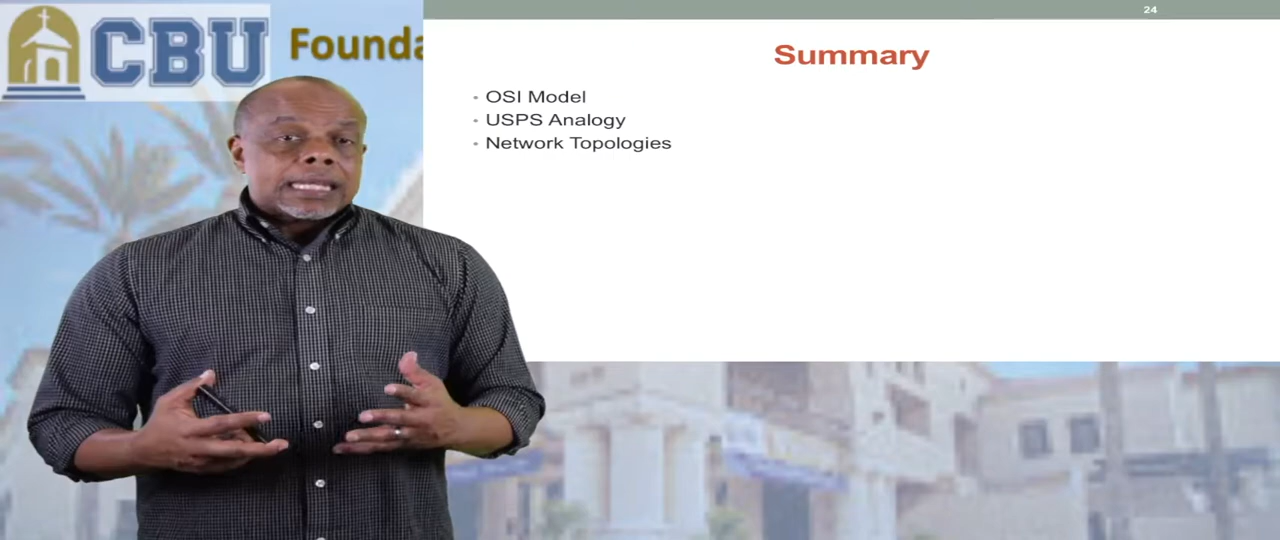 24
CBU Founda
Summary
OSI Model
USPS Analogy
Network Topologies